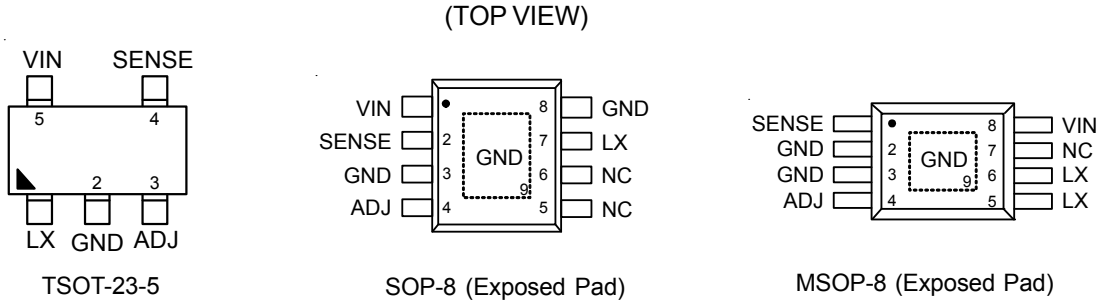 (TOP VIEW)
VIN SENSE
5 4
2 3
LX GND ADJ
TSOT-23-5
VIN 8 GND
SENSE 2 7 LX
GND
GND 3 6 NC
9
ADJ 4 5 NC
SOP-8 (Exposed Pad)
SENSE 8 VIN
GND 2 7 NC
GND
GND 3 6 LX
9
ADJ 4 5 LX
MSOP-8 (Exposed Pad)